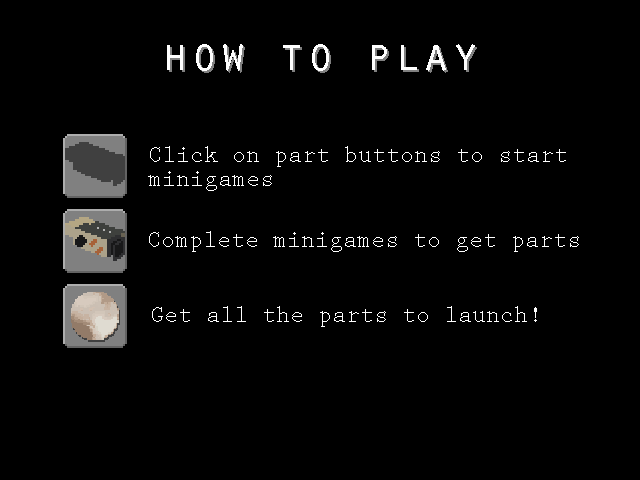 HOW TO PLAY
Click on part buttons to start
minigames
Complete minigames to get parts
Get all the parts to launch!